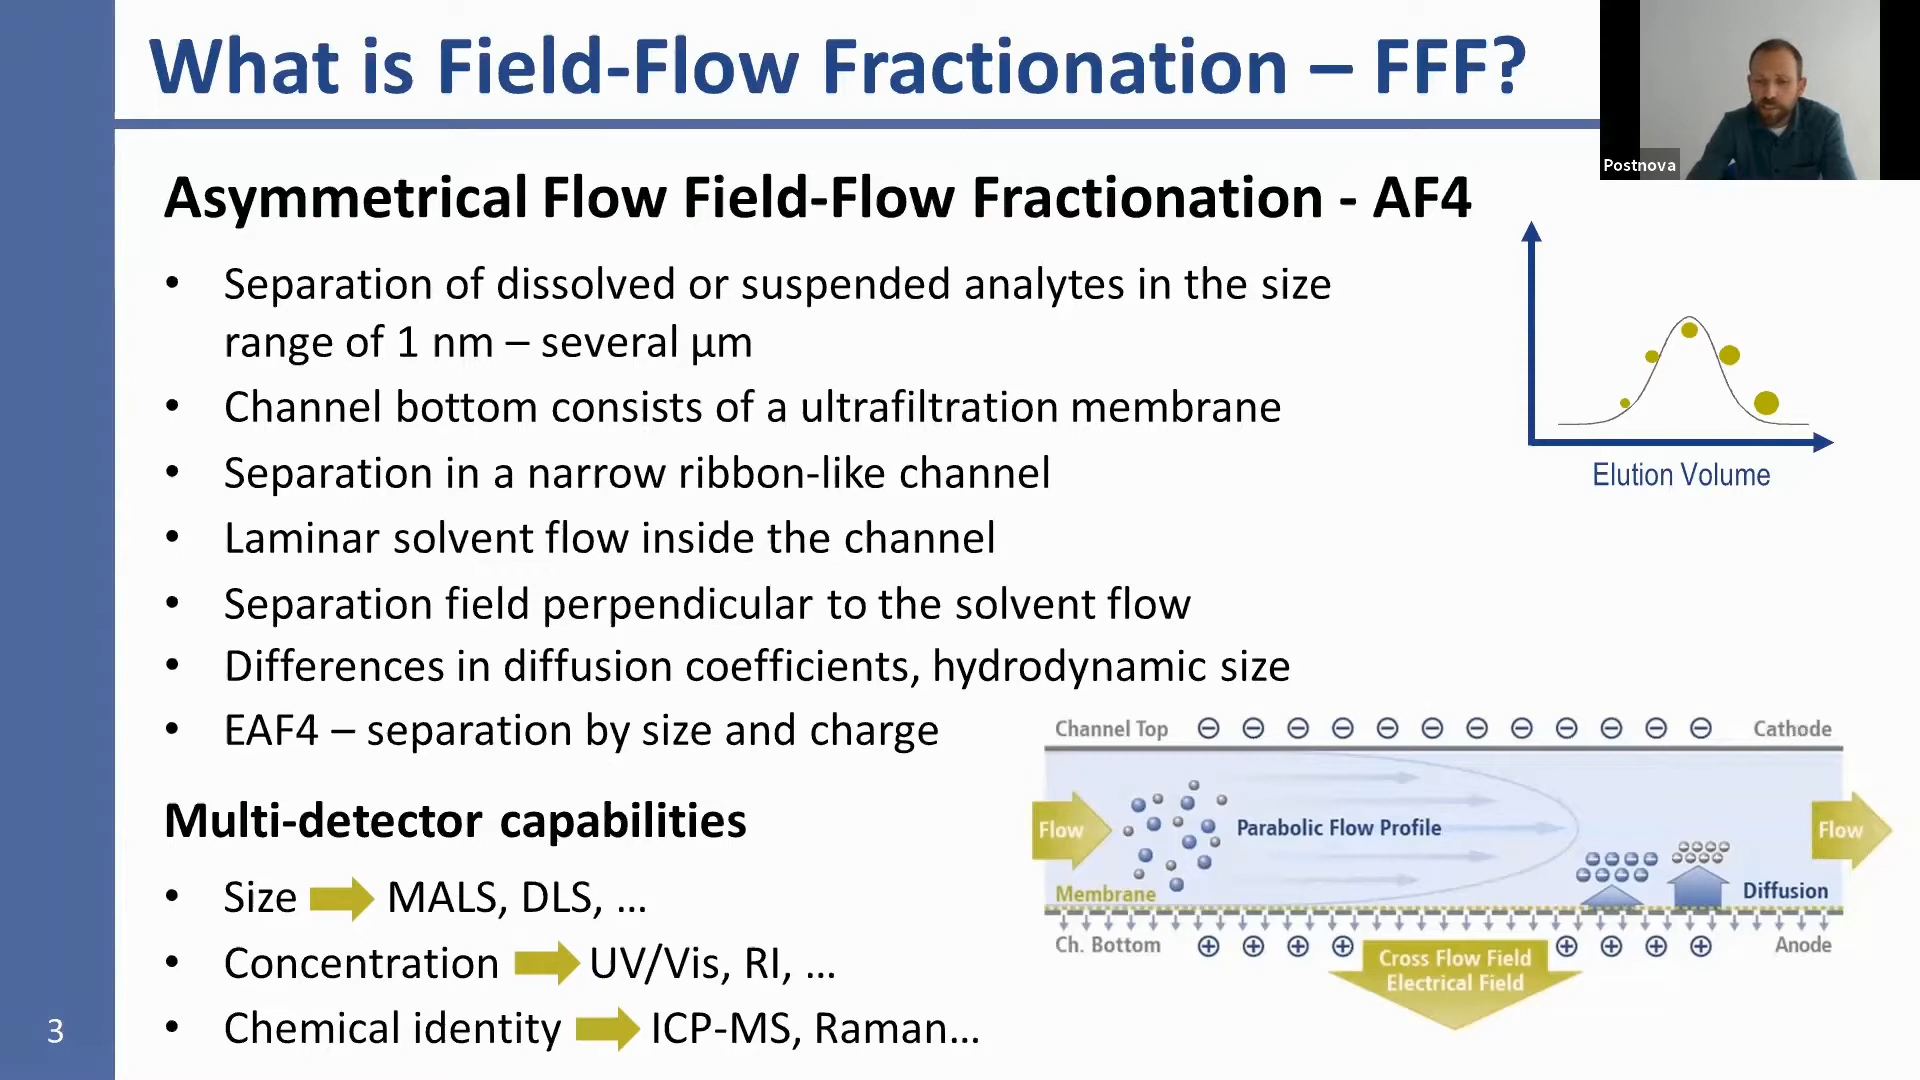 What is Field-Flow Fractionation – FFF?
Postnova
Asymmetrical Flow Field-Flow Fractionation - AF4
• Separation of dissolved or suspended analytes in the size
range of 1 nm – several µm
• Channel bottom consists of a ultrafiltration membrane
• Separation in a narrow ribbon-like channel
• Laminar solvent flow inside the channel
• Separation field perpendicular to the solvent flow
• Differences in diffusion coefficients, hydrodynamic size
• EAF4 – separation by size and charge
Elution Volume
Multi-detector capabilities
• Size MALS, DLS, ...
• Concentration UV/Vis, RI, ...
• Chemical identity ICP-MS, Raman...
Channel Top
Cathode
Flow
Parabolic Flow Profile
Flow
Membrane
Diffusion
Ch. Bottom
Anode
Cross Flow Field
Electrical Field
3